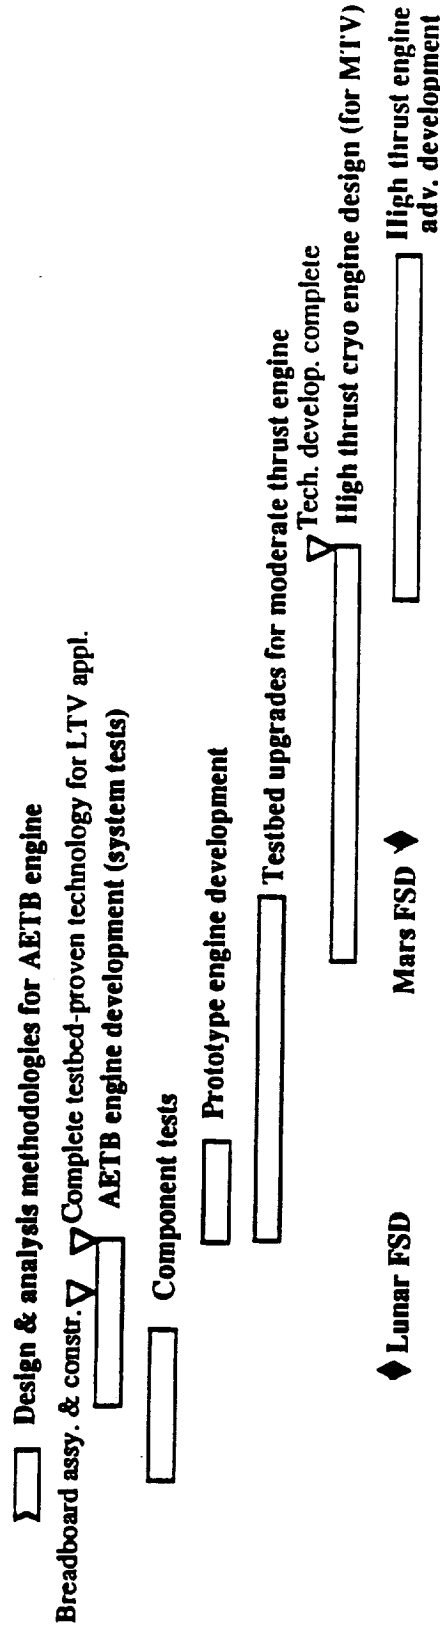 Design & analysis methodologies for AETB engine
Breadboard assy. & constr.
Complete testbed-proven technology for LTV appl.
AETB engine development (system tests)
Component tests
Prototype engine development
Testbed upgrades for moderate thrust engine
Tech. develop. complete
High thrust cryo engine design (for MTV)
Lunar FSD
Mars FSD
High thrust engine
adv. development